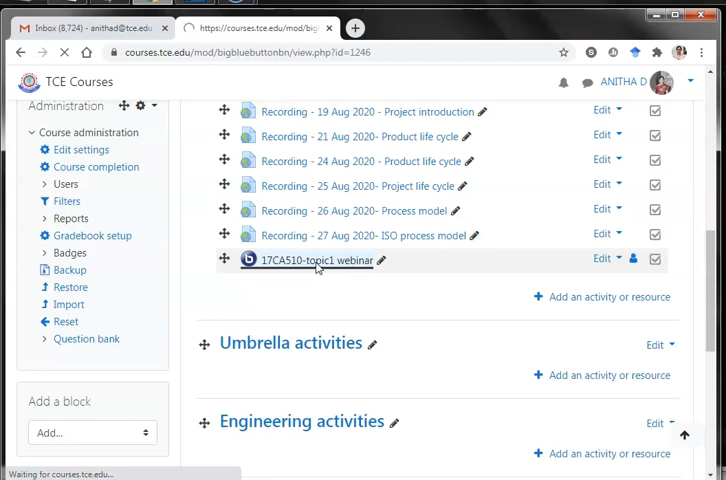 Inbox (8,724) - anithad@tce.edu
https://courses.tce.edu/mod/big
courses.tce.edu/mod/bigbluebuttonbn/view.php?id=1246
TCE Courses
ANITHA D
Administration
Course administration
Edit settings
Course completion
Users
Filters
Reports
Gradebook setup
Badges
Backup
Restore
Import
Reset
Question bank
Add a block
Add...
Recording - 19 Aug 2020 - Project introduction
Edit
Recording - 21 Aug 2020- Product life cycle
Edit
Recording - 24 Aug 2020 - Product life cycle
Edit
Recording - 25 Aug 2020- Project life cycle
Edit
Recording - 26 Aug 2020- Process model
Edit
Recording - 27 Aug 2020- ISO process model
Edit
17CA510-topic1 webinar
Edit
Add an activity or resource
Umbrella activities
Edit
Add an activity or resource
Engineering activities
Edit
Add an activity or resource
Waiting for courses.tce.edu...